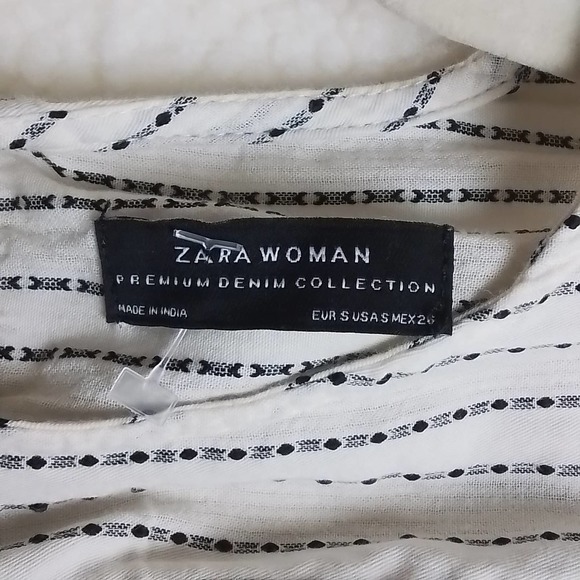 ZARA WOMAN
PREMIUM DENIM COLLECTION
MADE IN INDIA
EUR S USA S MEX 26